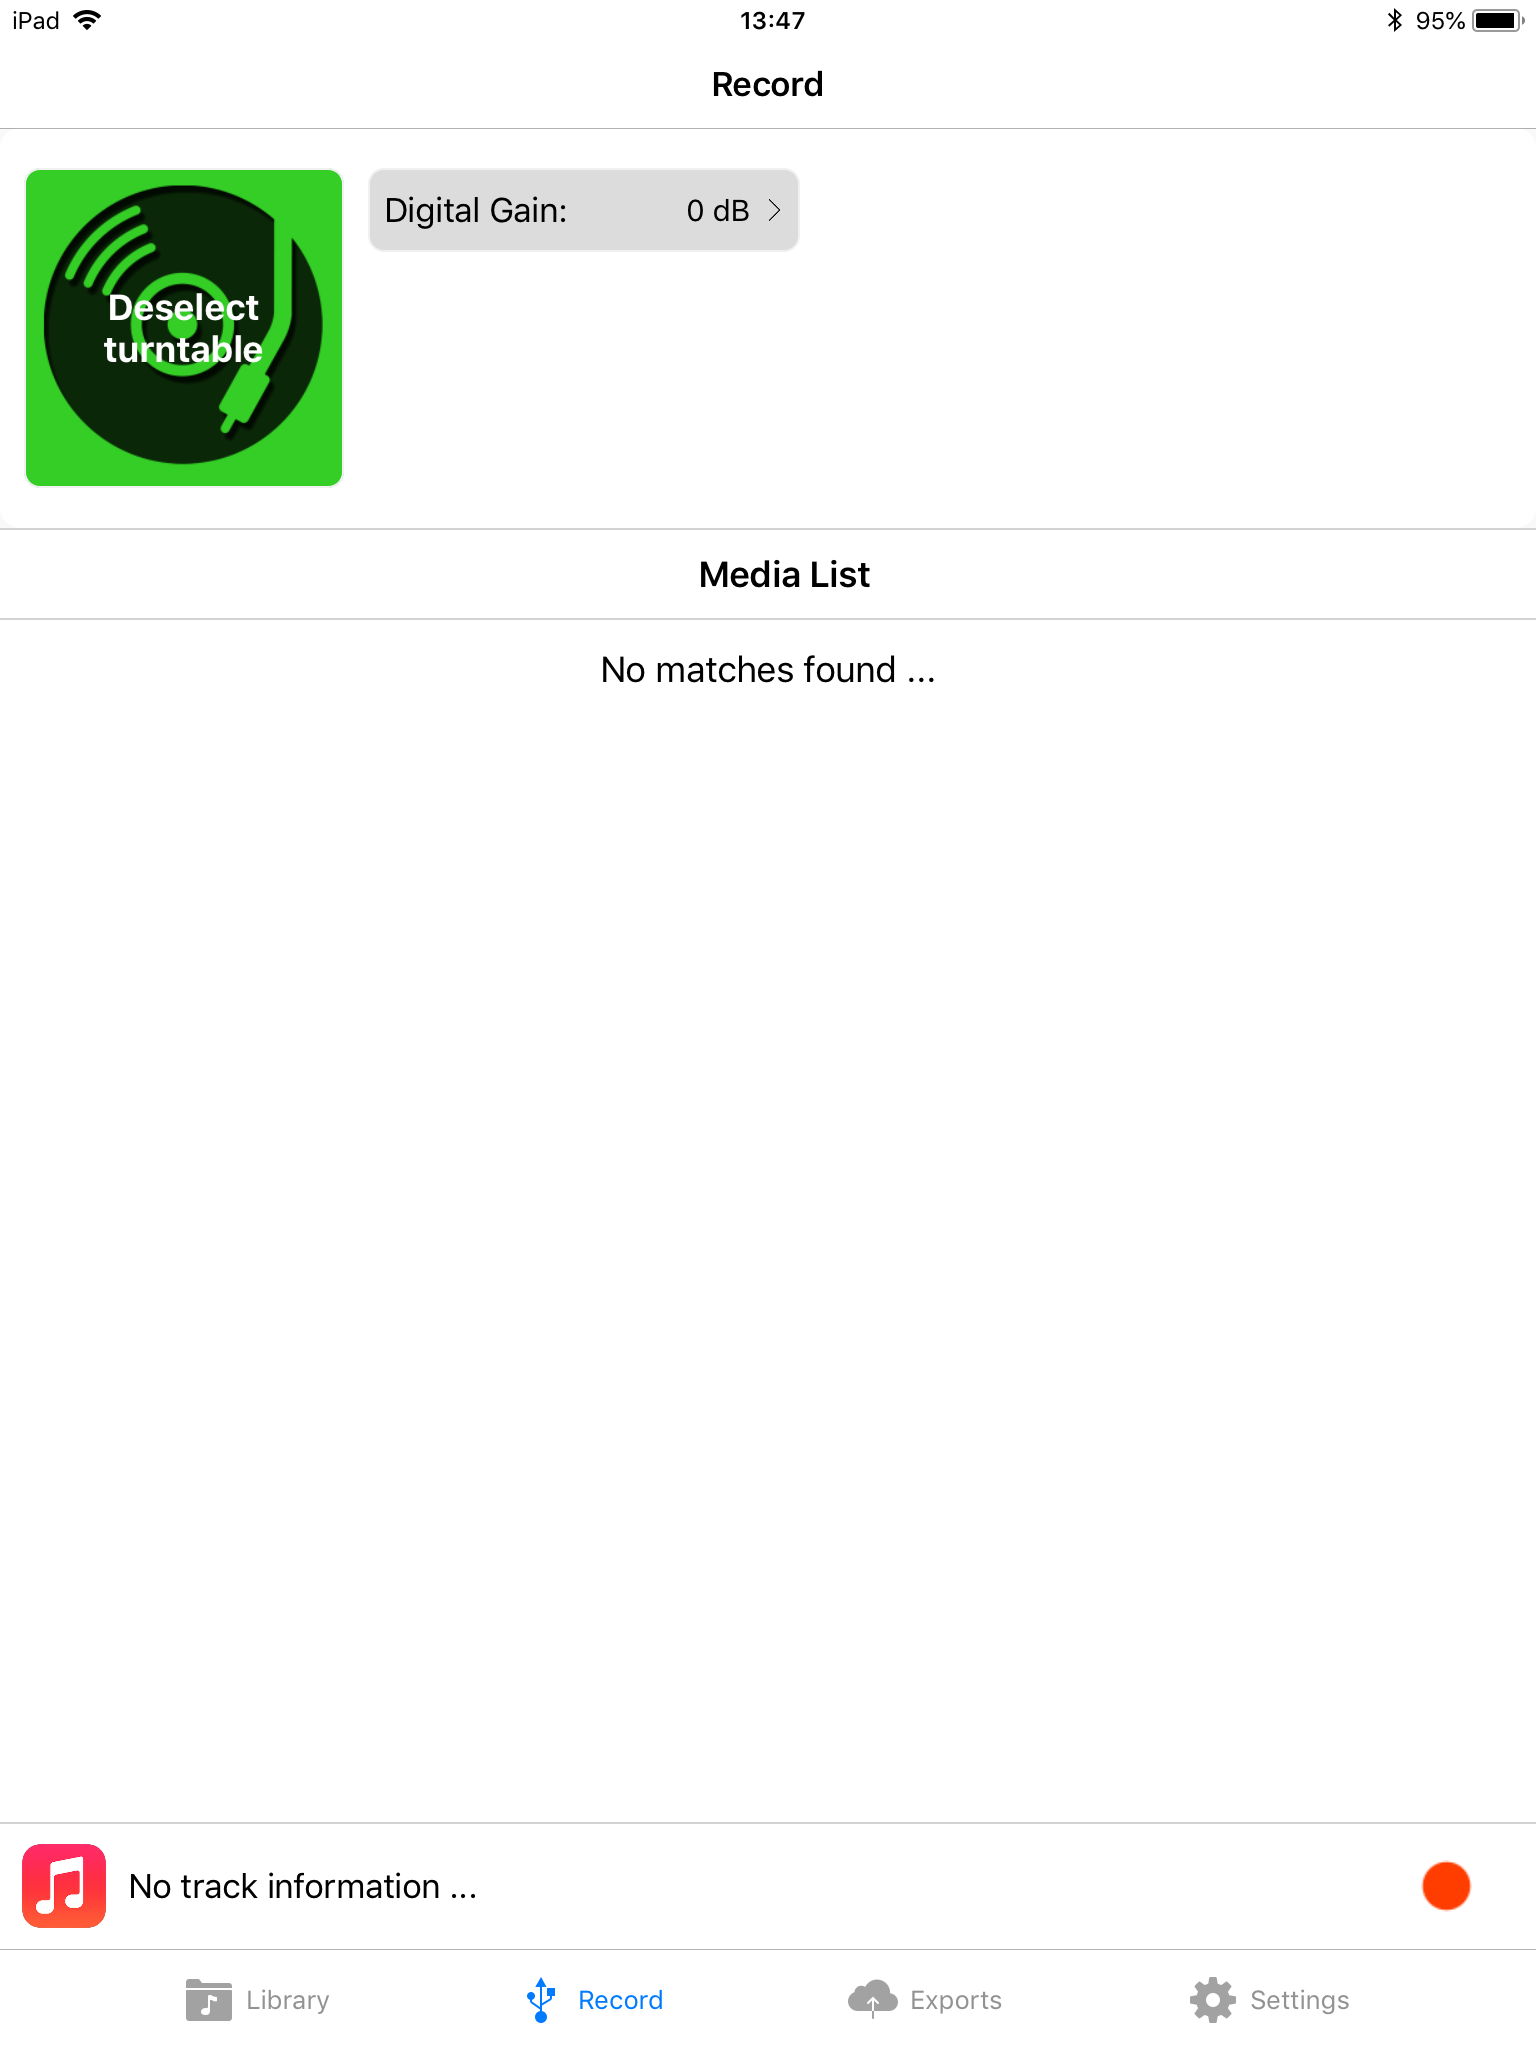 iPad
13:47
95%
Record
Deselect
turntable
Digital Gain:
0 dB
Media List
No matches found ...
No track information ...
Library
Record
Exports
Settings